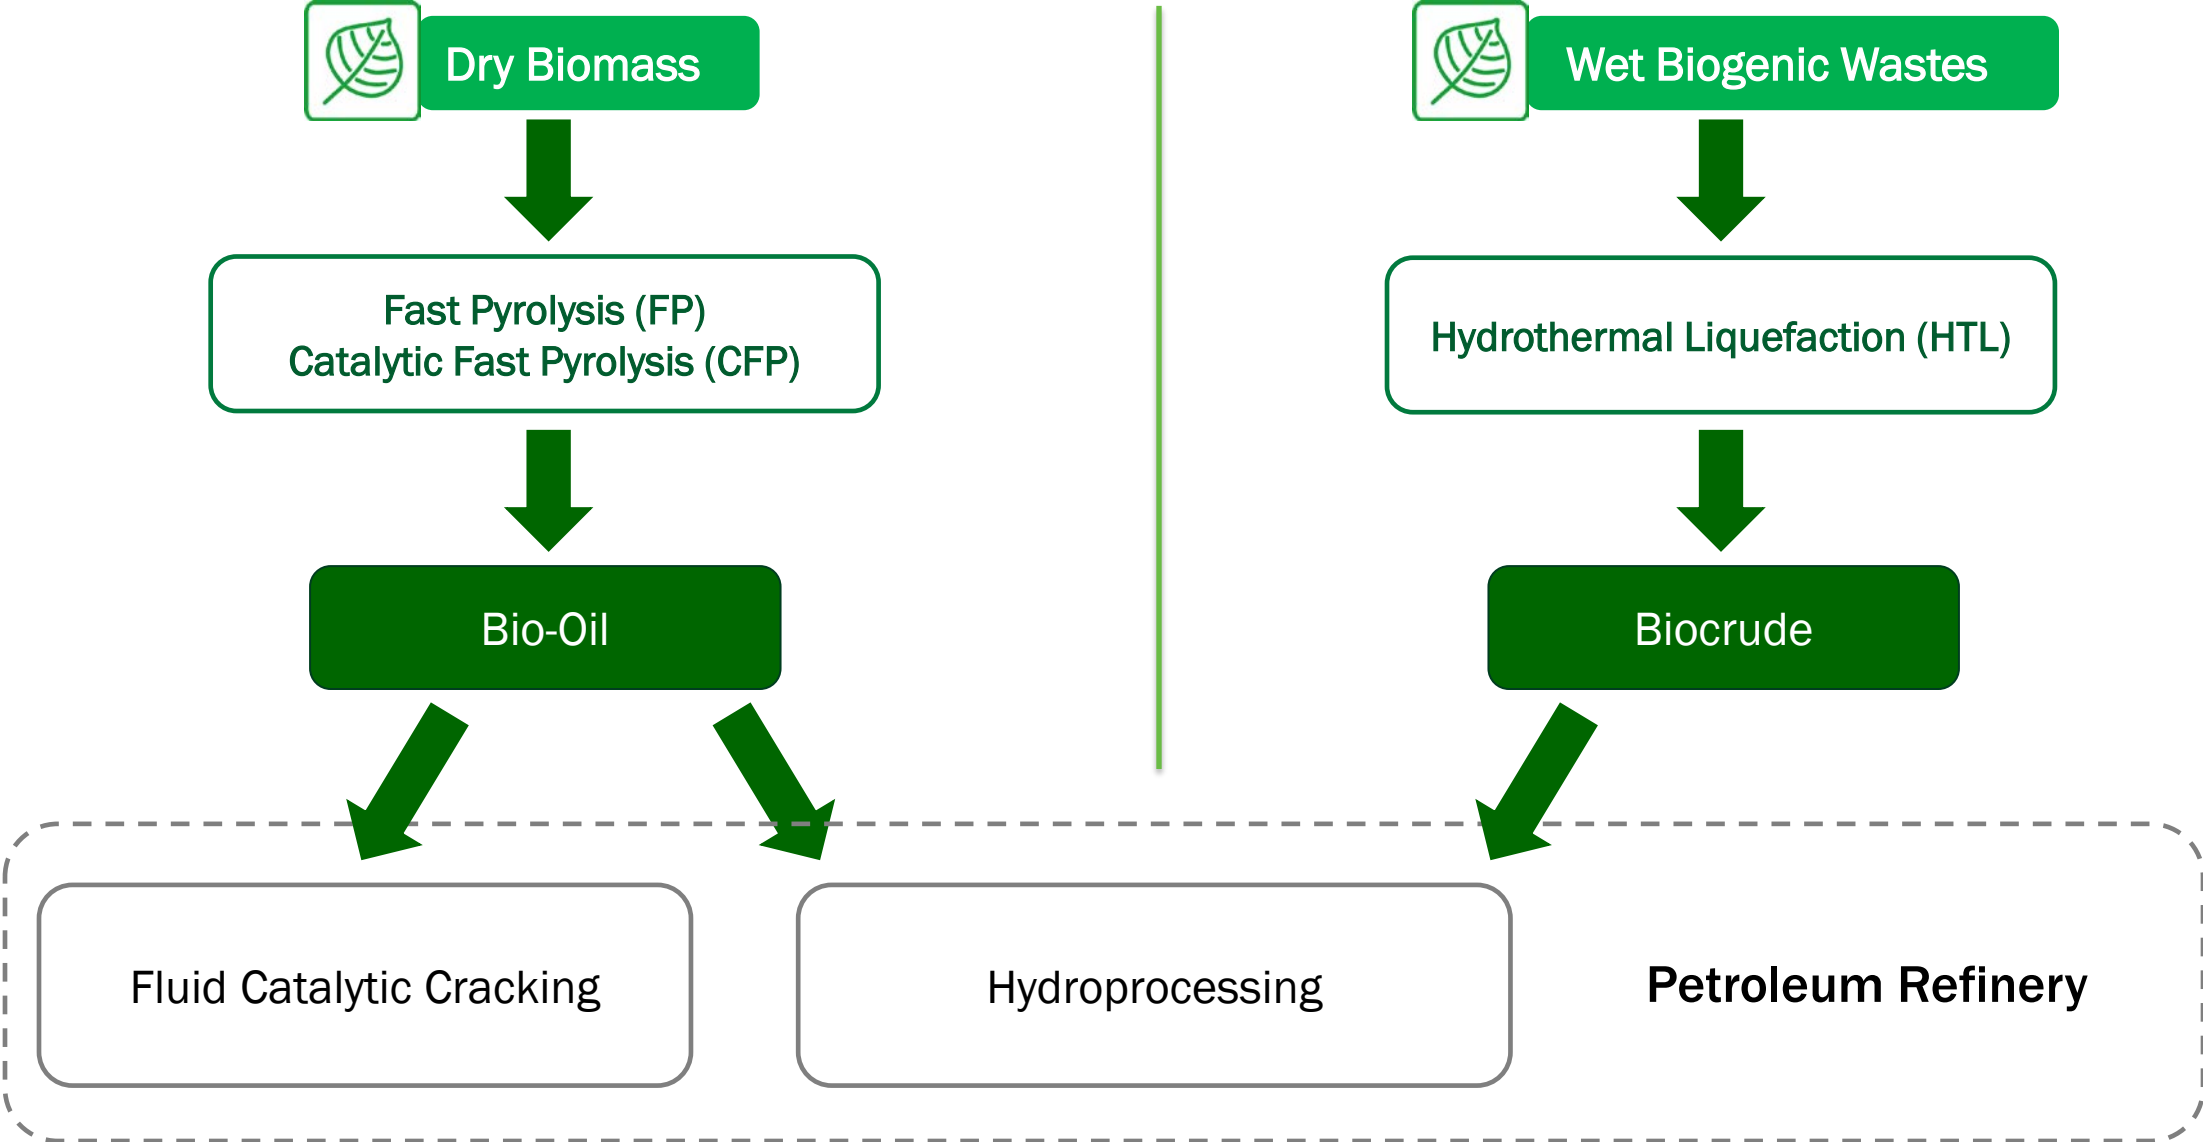 Dry Biomass
Wet Biogenic Wastes
Fast Pyrolysis (FP)
Catalytic Fast Pyrolysis (CFP)
Hydrothermal Liquefaction (HTL)
Bio-Oil
Biocrude
Fluid Catalytic Cracking
Hydroprocessing
Petroleum Refinery